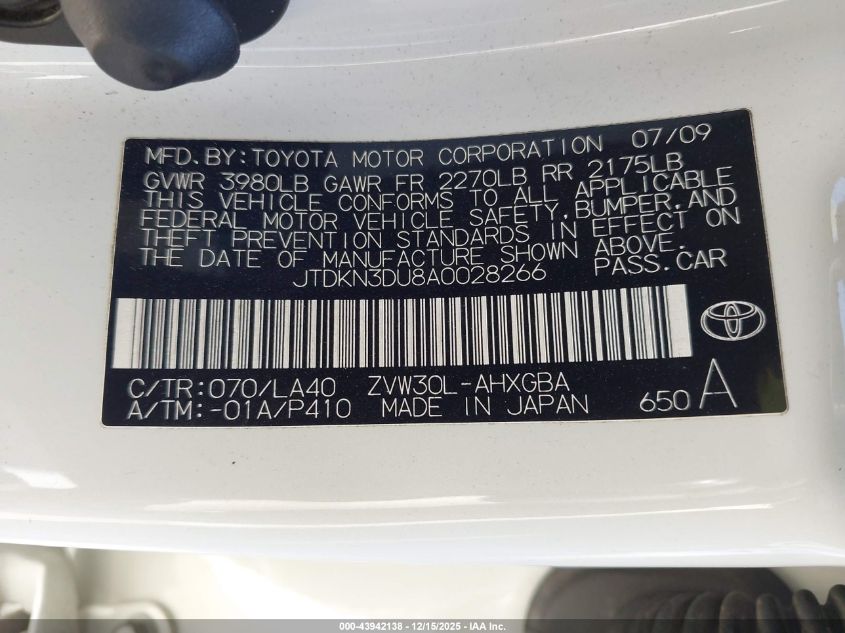 MFD. BY: TOYOTA MOTOR CORPORATION 07/09
GVWR 3980LB GAWR FR 2270LB RR 2175LB
THIS VEHICLE CONFORMS TO ALL APPLICABLE
FEDERAL MOTOR VEHICLE SAFETY, BUMPER, AND
THEFT PREVENTION STANDARDS IN EFFECT ON
THE DATE OF MANUFACTURE SHOWN ABOVE.
JTDKN3DU8A0028266 PASS. CAR
C/TR: 070/LA40 ZVW30L-AHXGBA
A/TM: -01A/P410 MADE IN JAPAN 650 A
000-43942138 - 12/15/2025 - IAA Inc.